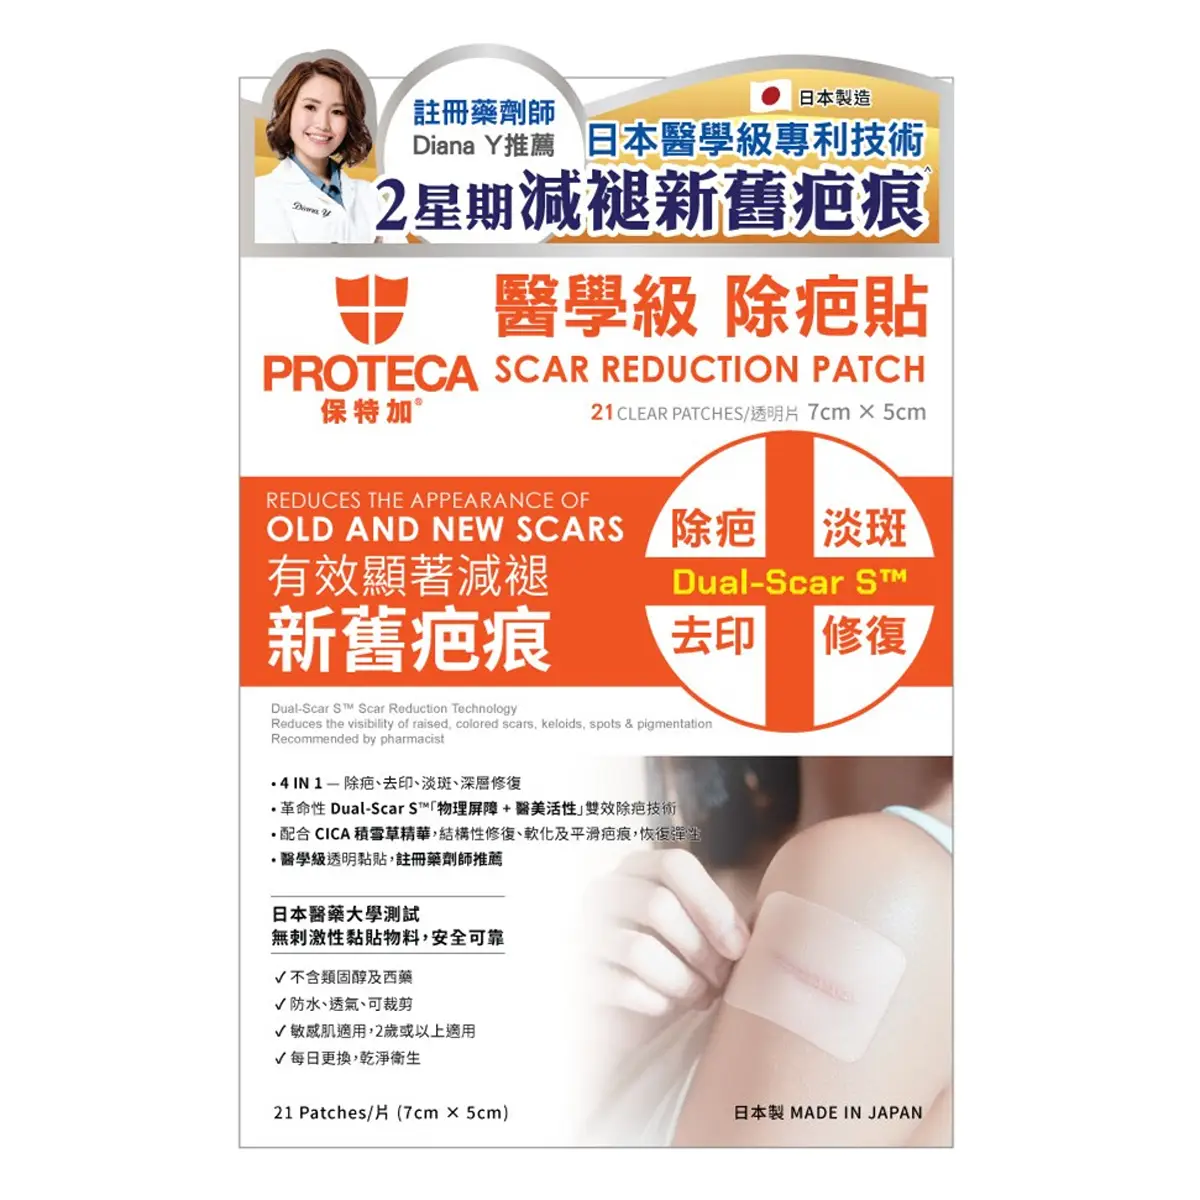 日本製造
註冊藥劑師
Diana Y推薦
日本醫學級專利技術
2星期減褪新舊疤痕^
Diana Y
醫學級 除疤貼
PROTECA
保特加®
SCAR REDUCTION PATCH
21 CLEAR PATCHES/透明片 7cm × 5cm
REDUCES THE APPEARANCE OF
OLD AND NEW SCARS
有效顯著減褪
新舊疤痕
除疤 淡斑
Dual-Scar S™
去印 修復
Dual-Scar S™ Scar Reduction Technology
Reduces the visibility of raised, colored scars, keloids, spots & pigmentation
Recommended by pharmacist
• 4 IN 1 — 除疤、去印、淡斑、深層修復
• 革命性 Dual-Scar S™「物理屏障 + 醫美活性」雙效除疤技術
• 配合 CICA 積雪草精華，結構性修復、軟化及平滑疤痕，恢復彈性
• 醫學級透明黏貼，註冊藥劑師推薦
日本醫藥大學測試
無刺激性黏貼物料，安全可靠
✓ 不含類固醇及西藥
✓ 防水、透氣、可裁剪
✓ 敏感肌適用，2歲或以上適用
✓ 每日更換，乾淨衛生
21 Patches/片 (7cm × 5cm)
日本製 MADE IN JAPAN